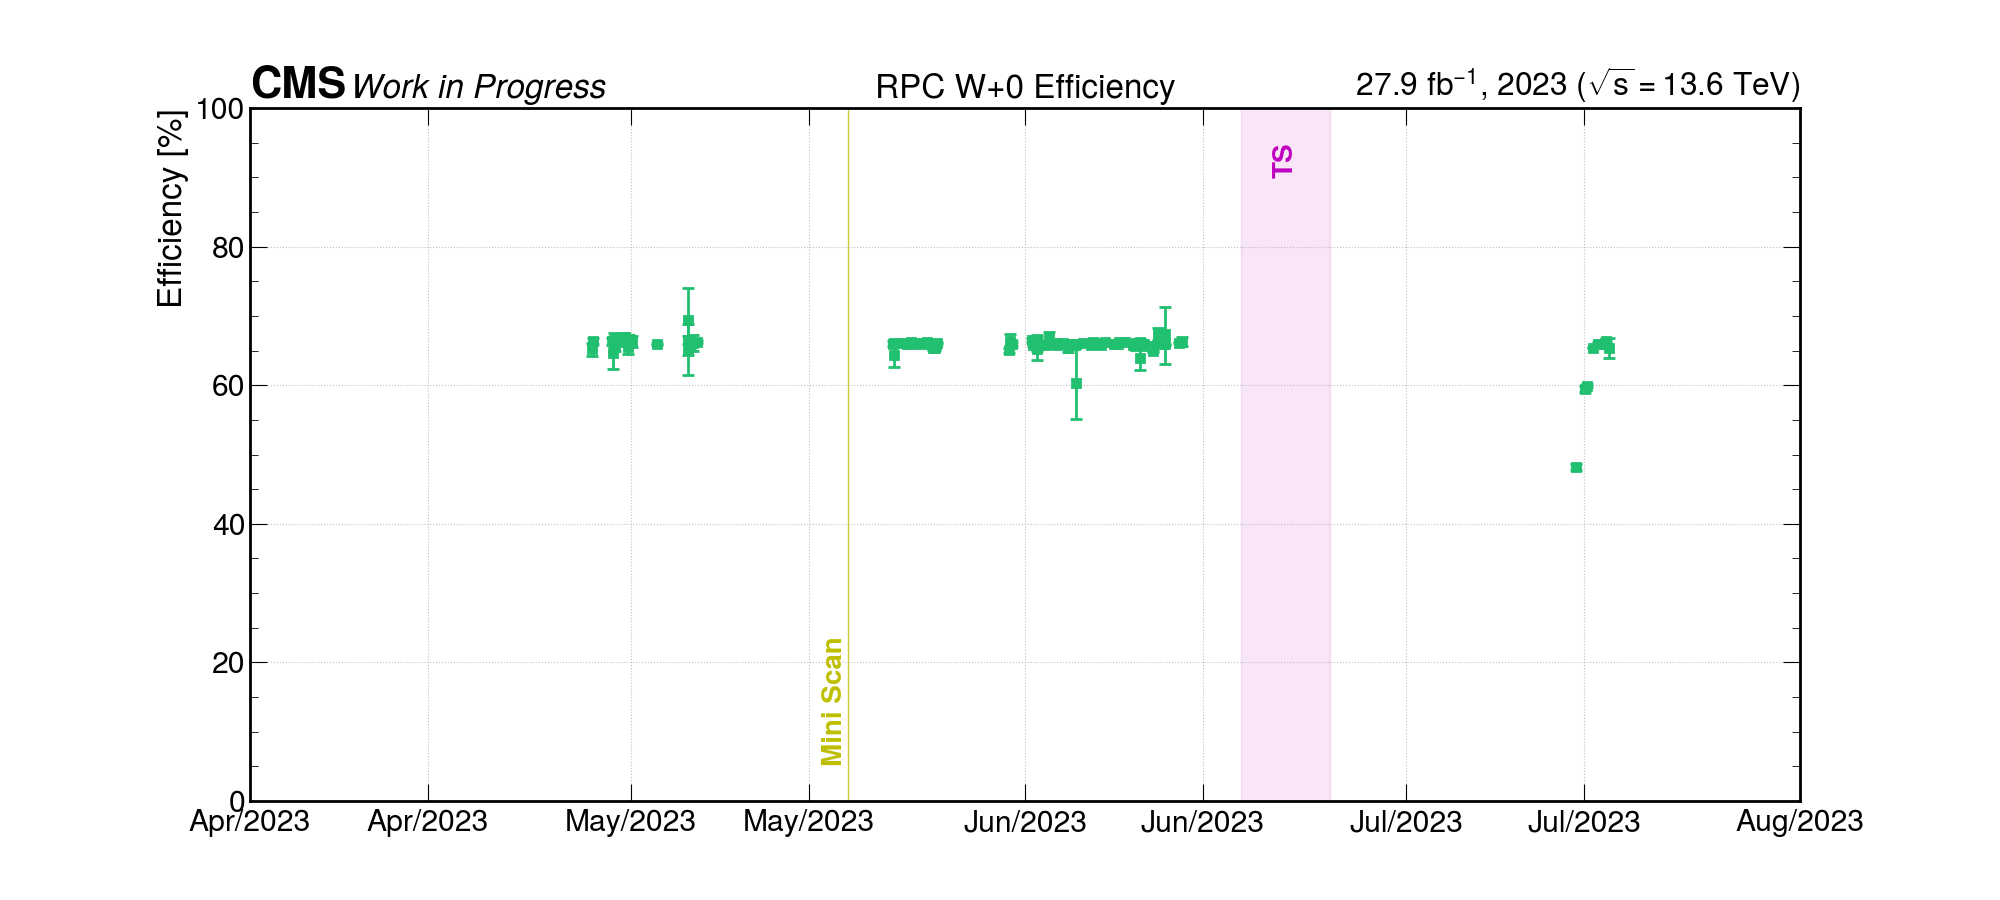 CMS Work in Progress
RPC W+0 Efficiency
27.9 fb⁻¹, 2023 (√s = 13.6 TeV)
Efficiency [%]
100
80
60
40
20
0
Mini Scan
TS
Apr/2023 Apr/2023 May/2023 May/2023 Jun/2023 Jun/2023 Jul/2023 Jul/2023 Aug/2023